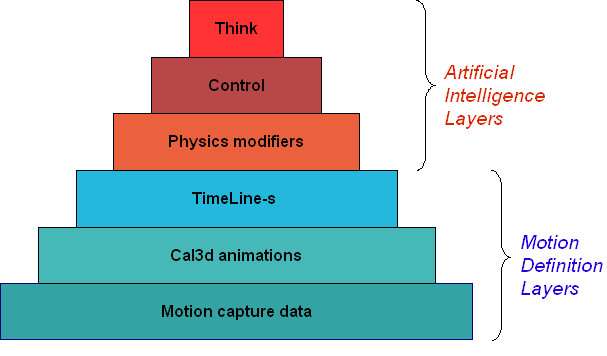 Think
Control
Physics modifiers
TimeLine-s
Cal3d animations
Motion capture data
Artificial
Intelligence
Layers
Motion
Definition
Layers